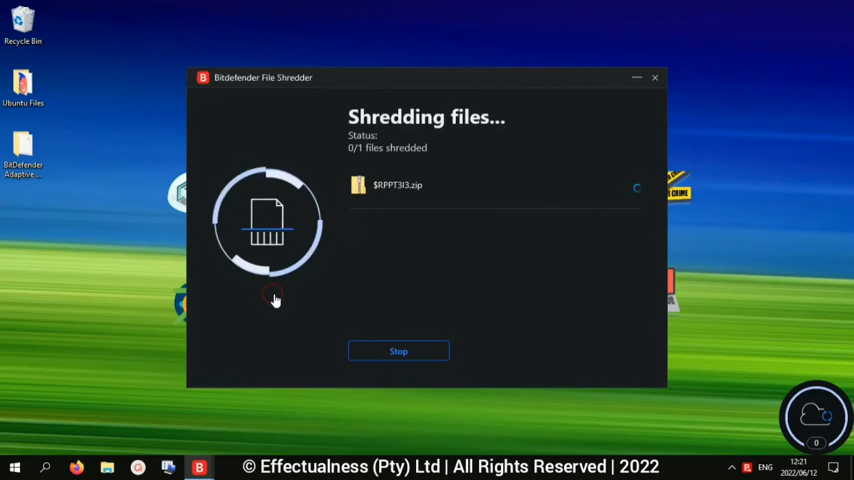 Recycle Bin
Ubuntu Files
BitDefender
Adaptive ...
B Bitdefender File Shredder
Shredding files...
Status:
0/1 files shredded
$RPPT3I3.zip
Stop
0
CRIME
B
© Effectualness (Pty) Ltd | All Rights Reserved | 2022
B
ENG
12:21
2022/06/12